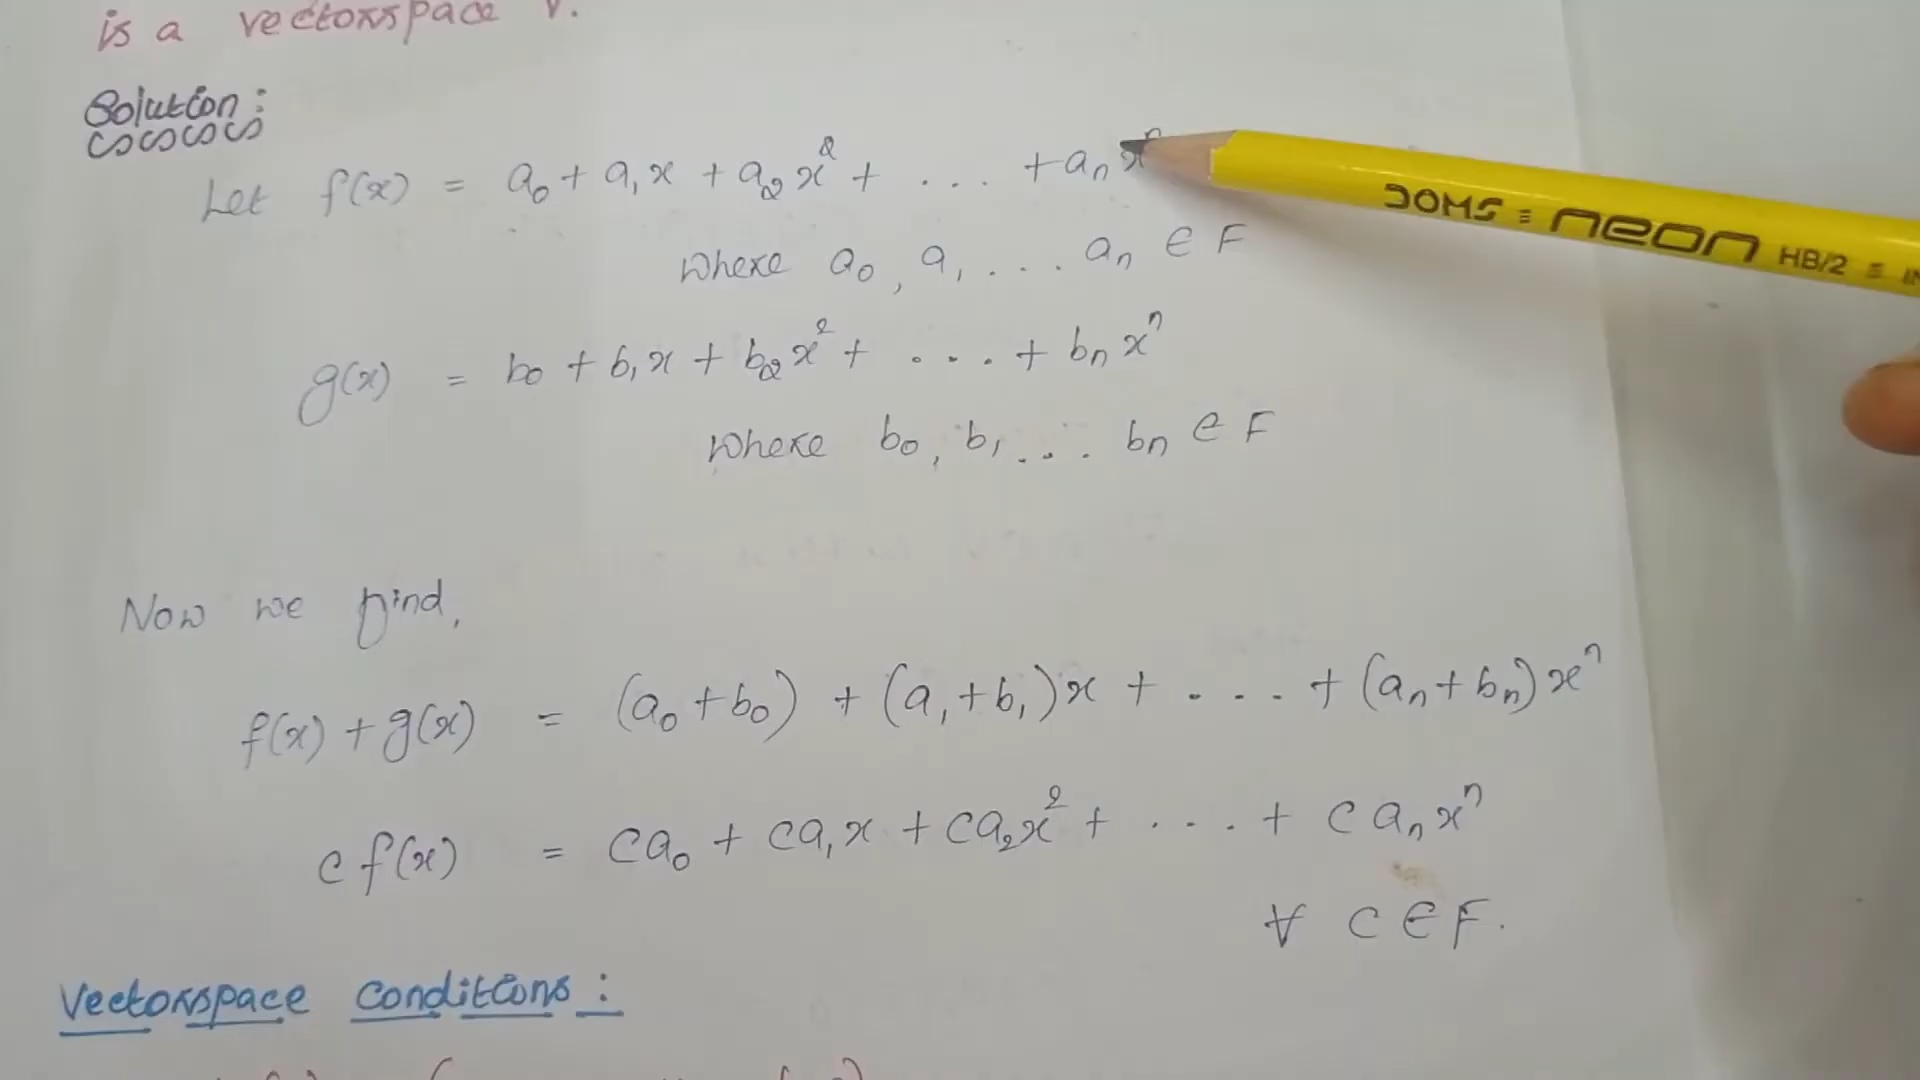 is a vectorspace V.
Solution:
Let f(x) = a₀ + a₁x + a₂x² + ... + aₙxⁿ
where a₀, a₁ ... aₙ ∈ F
g(x) = b₀ + b₁x + b₂x² + ... + bₙxⁿ
where b₀, b₁ ... bₙ ∈ F
Now we find,
f(x) + g(x) = (a₀ + b₀) + (a₁ + b₁)x + .... + (aₙ + bₙ)xⁿ
c f(x) = ca₀ + ca₁x + ca₂x² + .... + c aₙxⁿ
∀ c ∈ F.
Vectorspace conditions:
DOMS neon HB/2